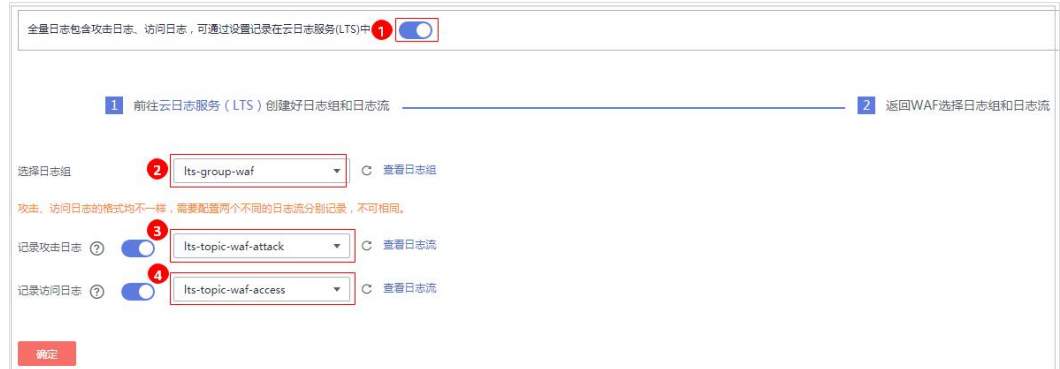 全量日志包含攻击日志、访问日志，可通过设置记录在云日志服务(LTS)中 1
1 前往云日志服务（LTS）创建好日志组和日志流 2 返回WAF选择日志组和日志流
选择日志组 2 lts-group-waf 查看日志组
攻击、访问日志的格式均不一样，需要配置两个不同的日志流分别记录，不可相同。
3
记录攻击日志 ? lts-topic-waf-attack 查看日志流
4
记录访问日志 ? lts-topic-waf-access 查看日志流
确定